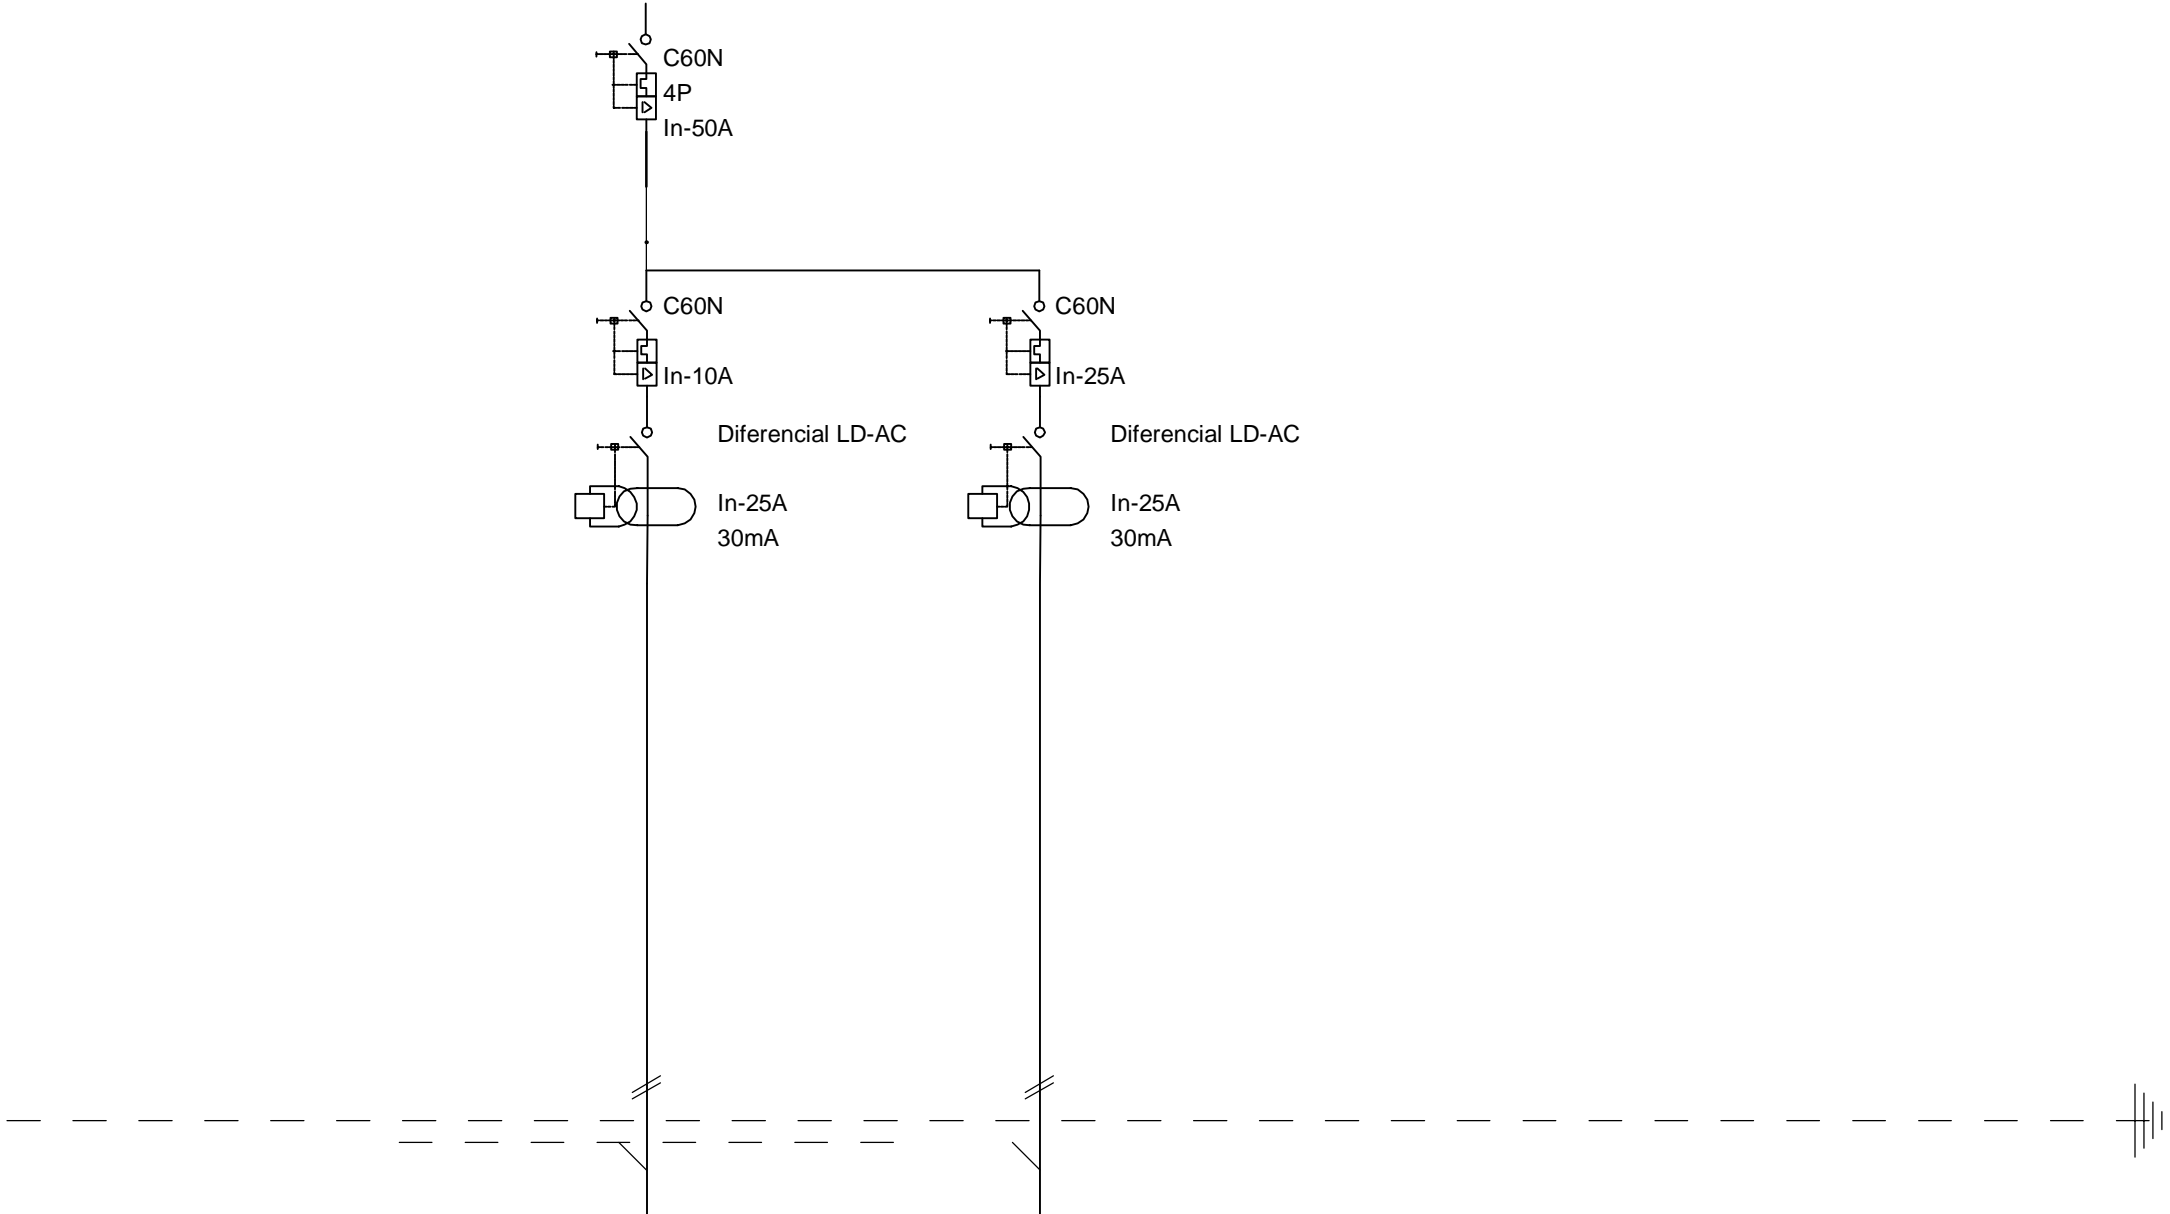 C60N
4P
In-50A
C60N
In-10A
C60N
In-25A
Diferencial LD-AC
In-25A
30mA
Diferencial LD-AC
In-25A
30mA